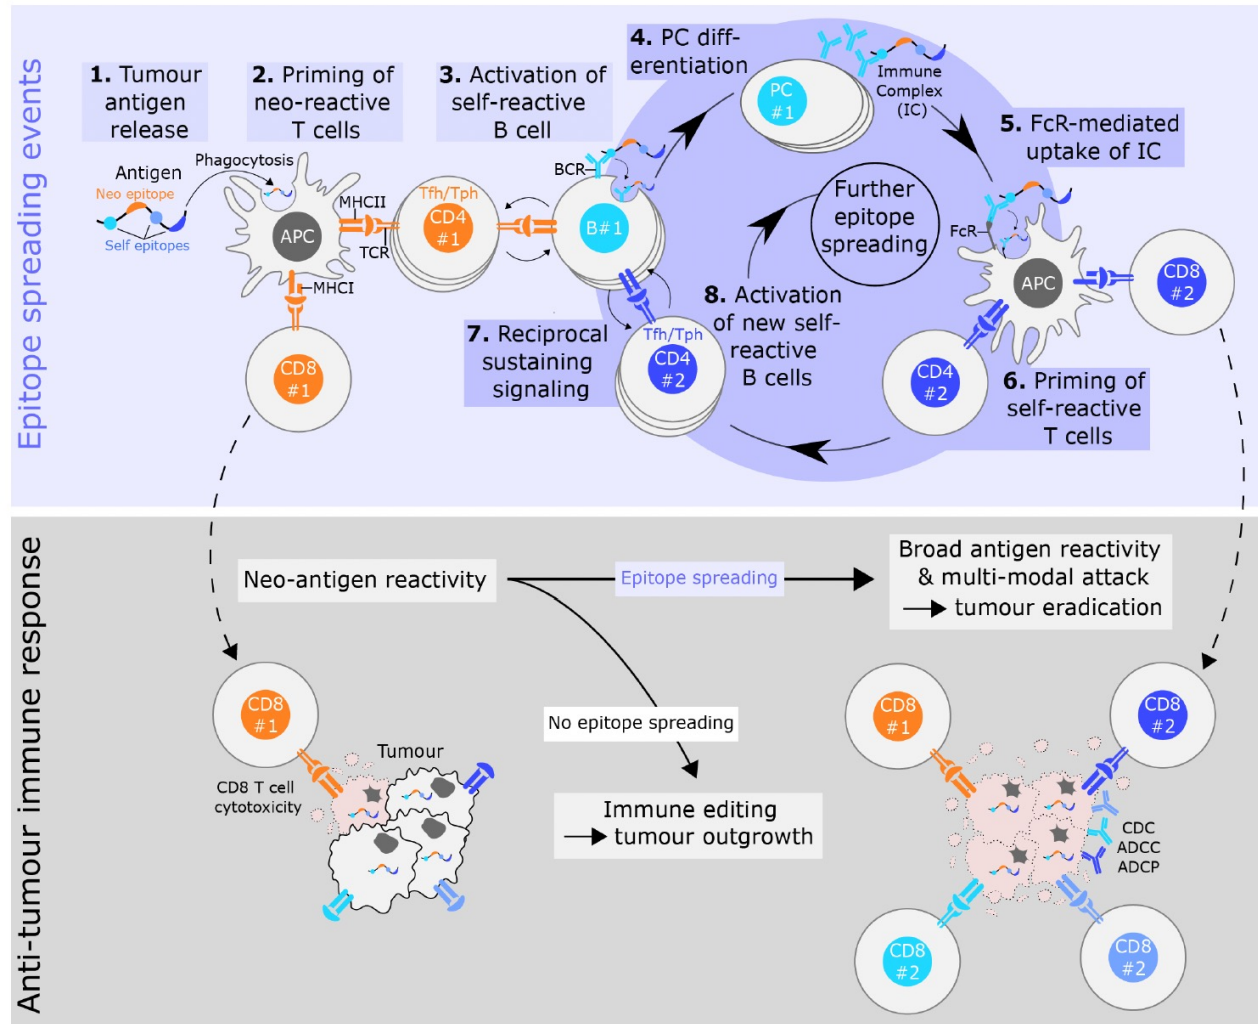 Epitope spreading events
1. Tumour
antigen
release
2. Priming of
neo-reactive
T cells
3. Activation of
self-reactive
B cell
4. PC diff-
erentiation
PC
#1
Immune
Complex
(IC)
5. FcR-mediated
uptake of IC
Antigen
Neo epitope
Self epitopes
Phagocytosis
APC
MHCII
TCR
MHCI
CD8
#1
Tfh/Tph
CD4
#1
BCR
B#1
Further
epitope
spreading
FcR
APC
CD8
#2
CD4
#2
6. Priming of
self-reactive
T cells
7. Reciprocal
sustaining
signaling
Tfh/Tph
CD4
#2
8. Activation
of new self-
reactive
B cells
Anti-tumour immune response
Neo-antigen reactivity
Epitope spreading
Broad antigen reactivity
& multi-modal attack
→ tumour eradication
No epitope spreading
Immune editing
→ tumour outgrowth
CD8
#1
CD8 T cell
cytotoxicity
Tumour
CD8
#1
CD8
#2
CDC
ADCC
ADCP
CD8
#2
CD8
#2